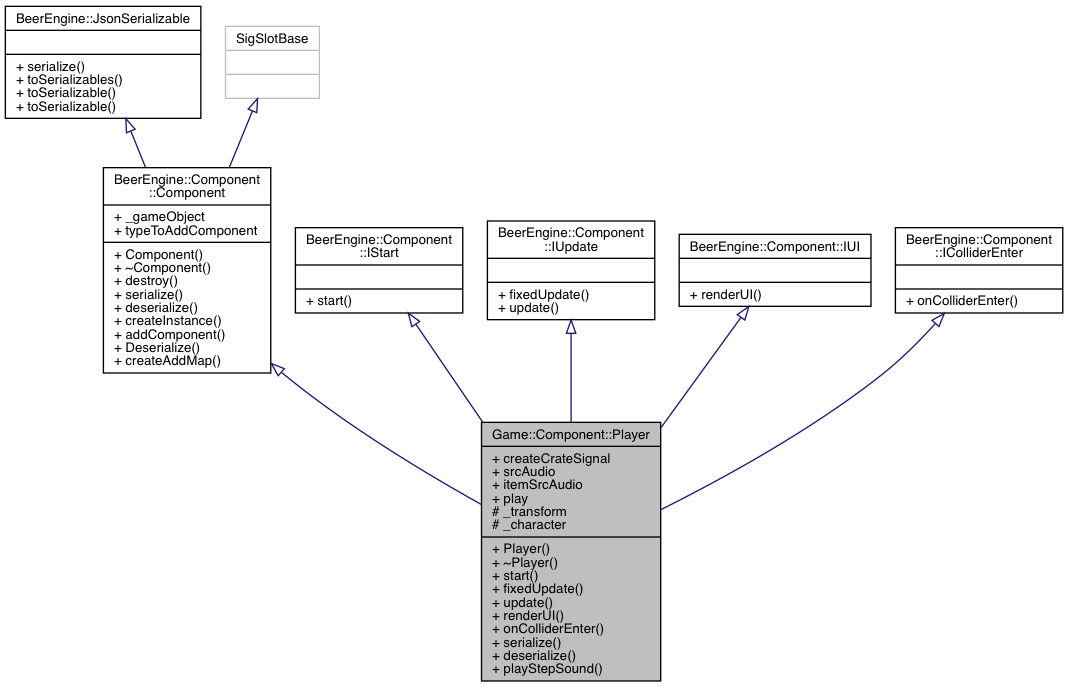 BeerEngine::JsonSerializable
+ serialize()
+ toSerializables()
+ toSerializable()
+ toSerializable()
SigSlotBase
BeerEngine::Component
::Component
+ _gameObject
+ typeToAddComponent
+ Component()
+ ~Component()
+ destroy()
+ serialize()
+ deserialize()
+ createInstance()
+ addComponent()
+ Deserialize()
+ createAddMap()
BeerEngine::Component
::IStart
+ start()
BeerEngine::Component
::IUpdate
+ fixedUpdate()
+ update()
BeerEngine::Component::IUI
+ renderUI()
BeerEngine::Component
::IColliderEnter
+ onColliderEnter()
Game::Component::Player
+ createCrateSignal
+ srcAudio
+ itemSrcAudio
+ play
# _transform
# _character
+ Player()
+ ~Player()
+ start()
+ fixedUpdate()
+ update()
+ renderUI()
+ onColliderEnter()
+ serialize()
+ deserialize()
+ playStepSound()